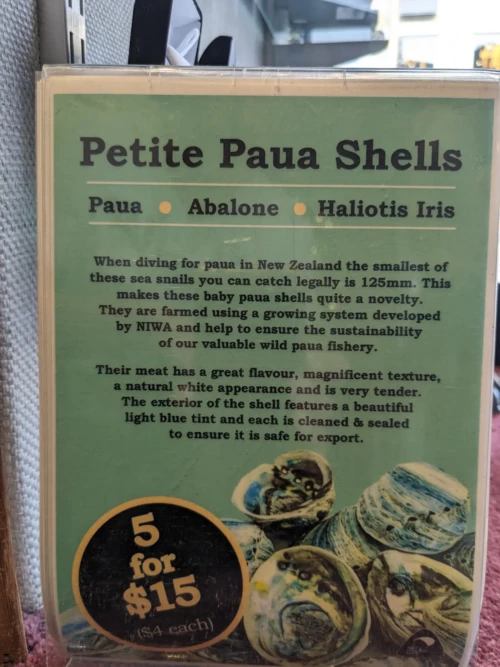 Petite Paua Shells
Paua • Abalone • Haliotis Iris
When diving for paua in New Zealand the smallest of
these sea snails you can catch legally is 125mm. This
makes these baby paua shells quite a novelty.
They are farmed using a growing system developed
by NIWA and help to ensure the sustainability
of our valuable wild paua fishery.
Their meat has a great flavour, magnificent texture,
a natural white appearance and is very tender.
The exterior of the shell features a beautiful
light blue tint and each is cleaned & sealed
to ensure it is safe for export.
5
for
$15
($4 each)